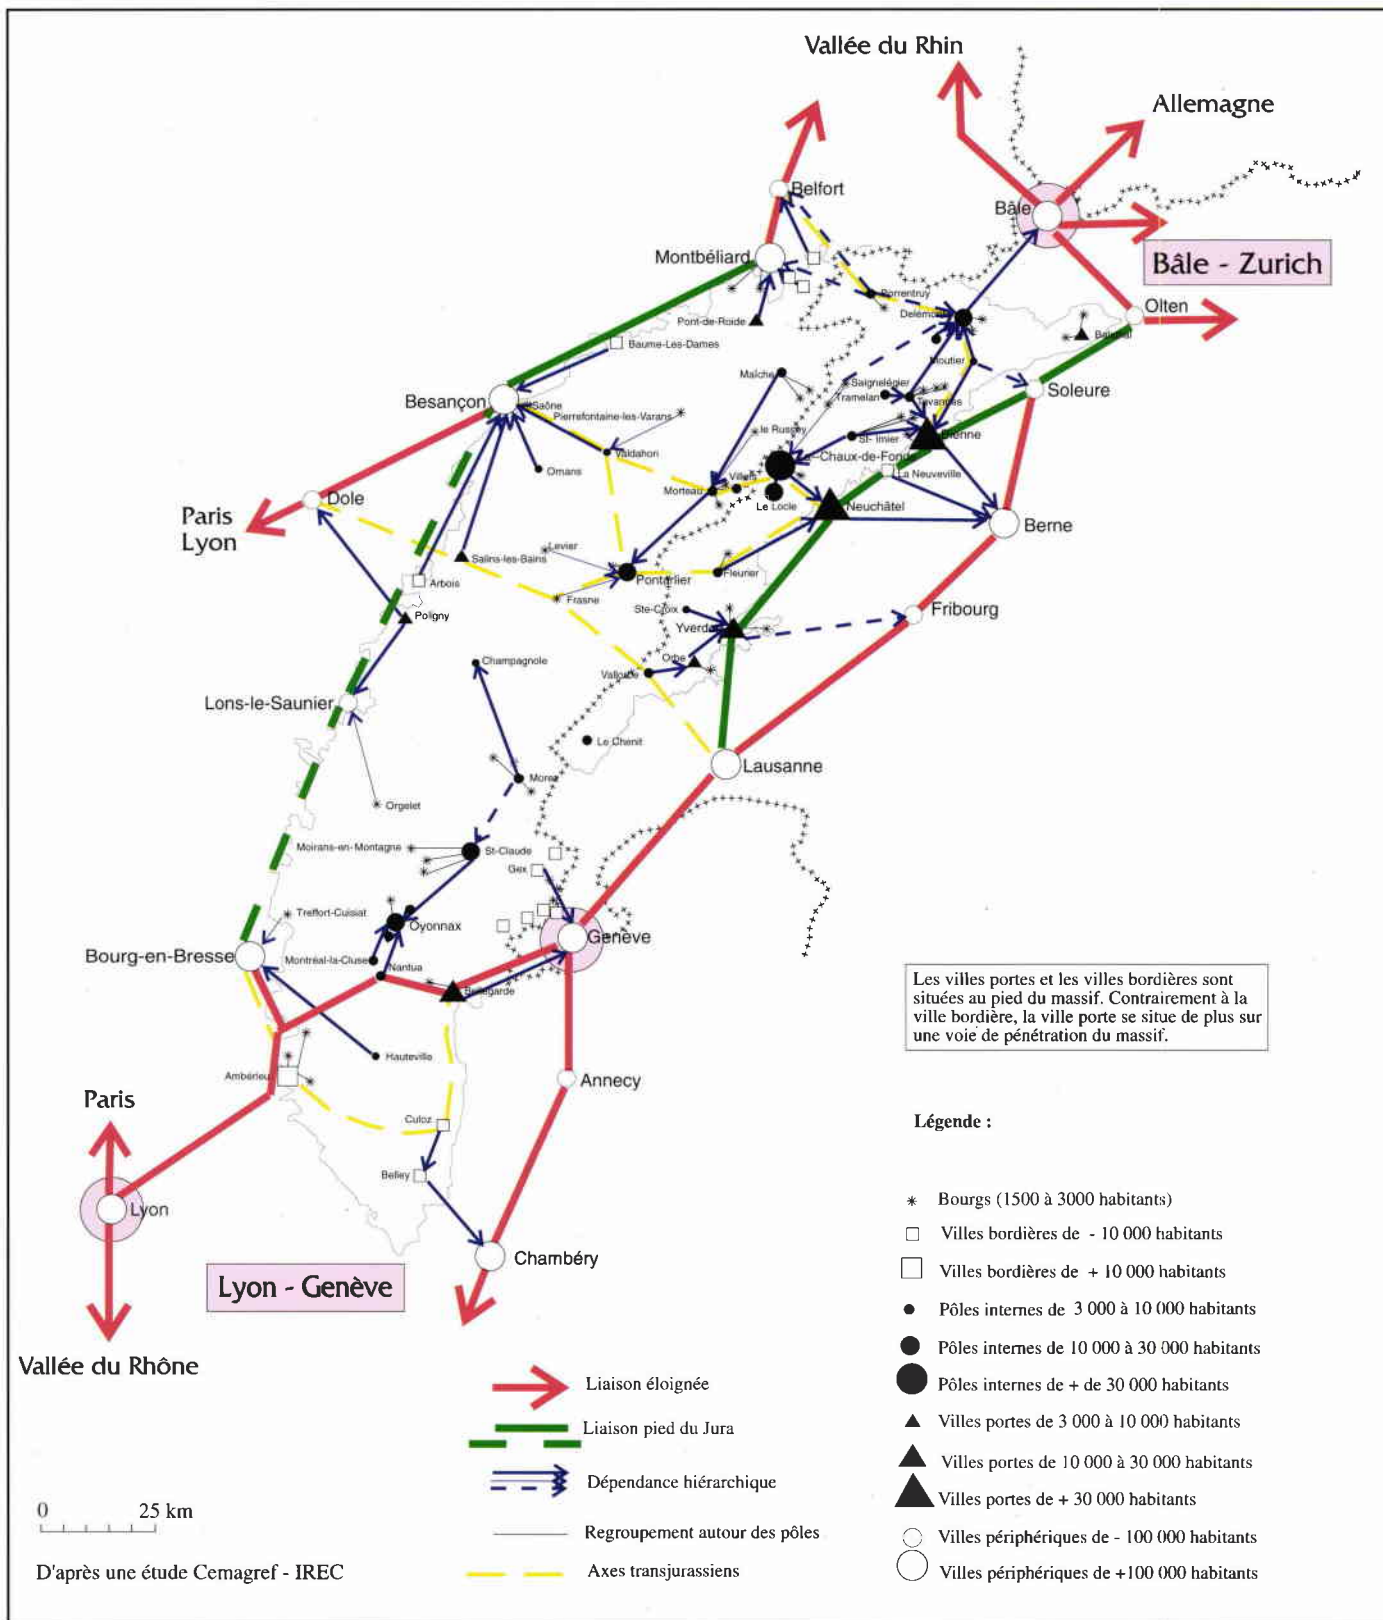 Vallée du Rhin
Allemagne
Belfort
Bâle
Montbéliard
Bâle - Zurich
Porrentruy
Olten
Pont-de-Roide
Delémont
Balsthal
Baume-Les-Dames
Moutier
Maîche
Saignelégier
Soleure
Besançon
Saône
Tramelan
Tavannes
Pierrefontaine-les-Varans
le Russey
St- Imier
Bienne
Valdahon
La-Chaux-de-Fonds
Ornans
Villers
La Neuveville
Dole
Morteau
Le Locle
Neuchâtel
Paris
Lyon
Berne
Levier
Salins-les-Bains
Pontarlier
Fleurier
Arbois
Frasne
Ste-Croix
Fribourg
Poligny
Yverdon
Orbe
Champagnole
Vallorbe
Lons-le-Saunier
Le Chenit
Lausanne
Morez
Orgelet
Moirans-en-Montagne
St-Claude
Gex
Treffort-Cuisiat
Oyonnax
Genève
Bourg-en-Bresse
Montréal-la-Cluse
Nantua
Bellegarde
Les villes portes et les villes bordières sont
situées au pied du massif. Contrairement à la
ville bordière, la ville porte se situe de plus sur
une voie de pénétration du massif.
Hauteville
Ambérieu
Annecy
Paris
Culoz
Légende :
Belley
Lyon
Chambéry
Lyon - Genève
Vallée du Rhône
Bourgs (1500 à 3000 habitants)
Villes bordières de - 10 000 habitants
Villes bordières de + 10 000 habitants
Pôles internes de 3 000 à 10 000 habitants
Pôles internes de 10 000 à 30 000 habitants
Pôles internes de + de 30 000 habitants
Villes portes de 3 000 à 10 000 habitants
Villes portes de 10 000 à 30 000 habitants
Villes portes de + 30 000 habitants
Villes périphériques de - 100 000 habitants
Villes périphériques de +100 000 habitants
Liaison éloignée
Liaison pied du Jura
Dépendance hiérarchique
Regroupement autour des pôles
Axes transjurassiens
0 25 km
D'après une étude Cemagref - IREC